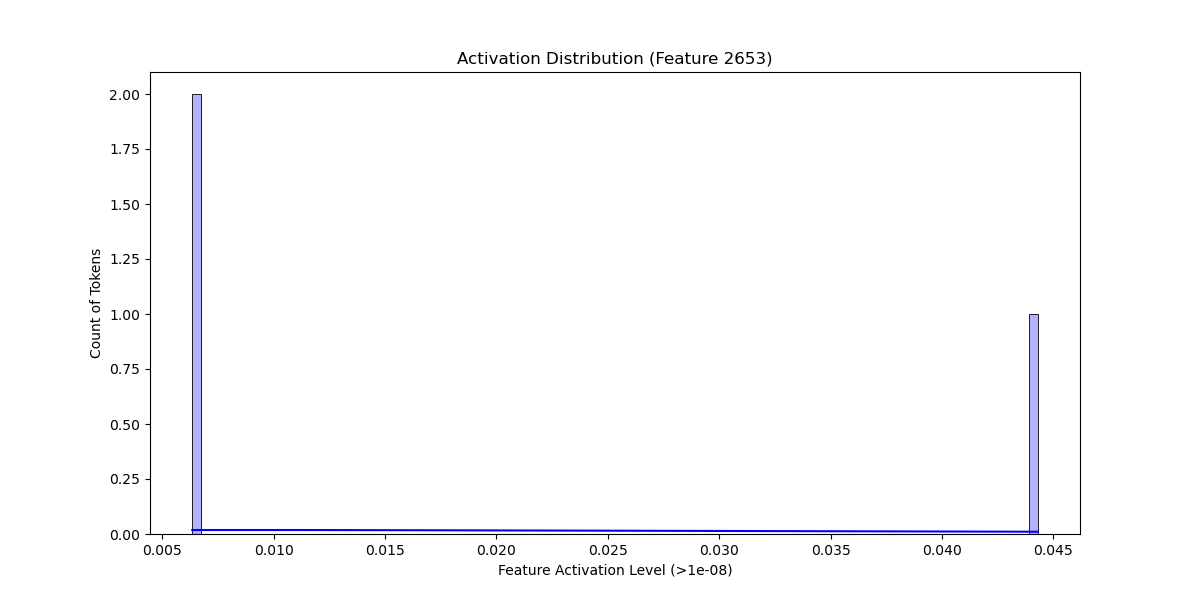 Activation Distribution (Feature 2653)
2.00
1.75
1.50
1.25
1.00
0.75
0.50
0.25
0.00
Count of Tokens
0.005 0.010 0.015 0.020 0.025 0.030 0.035 0.040 0.045
Feature Activation Level (>1e-08)